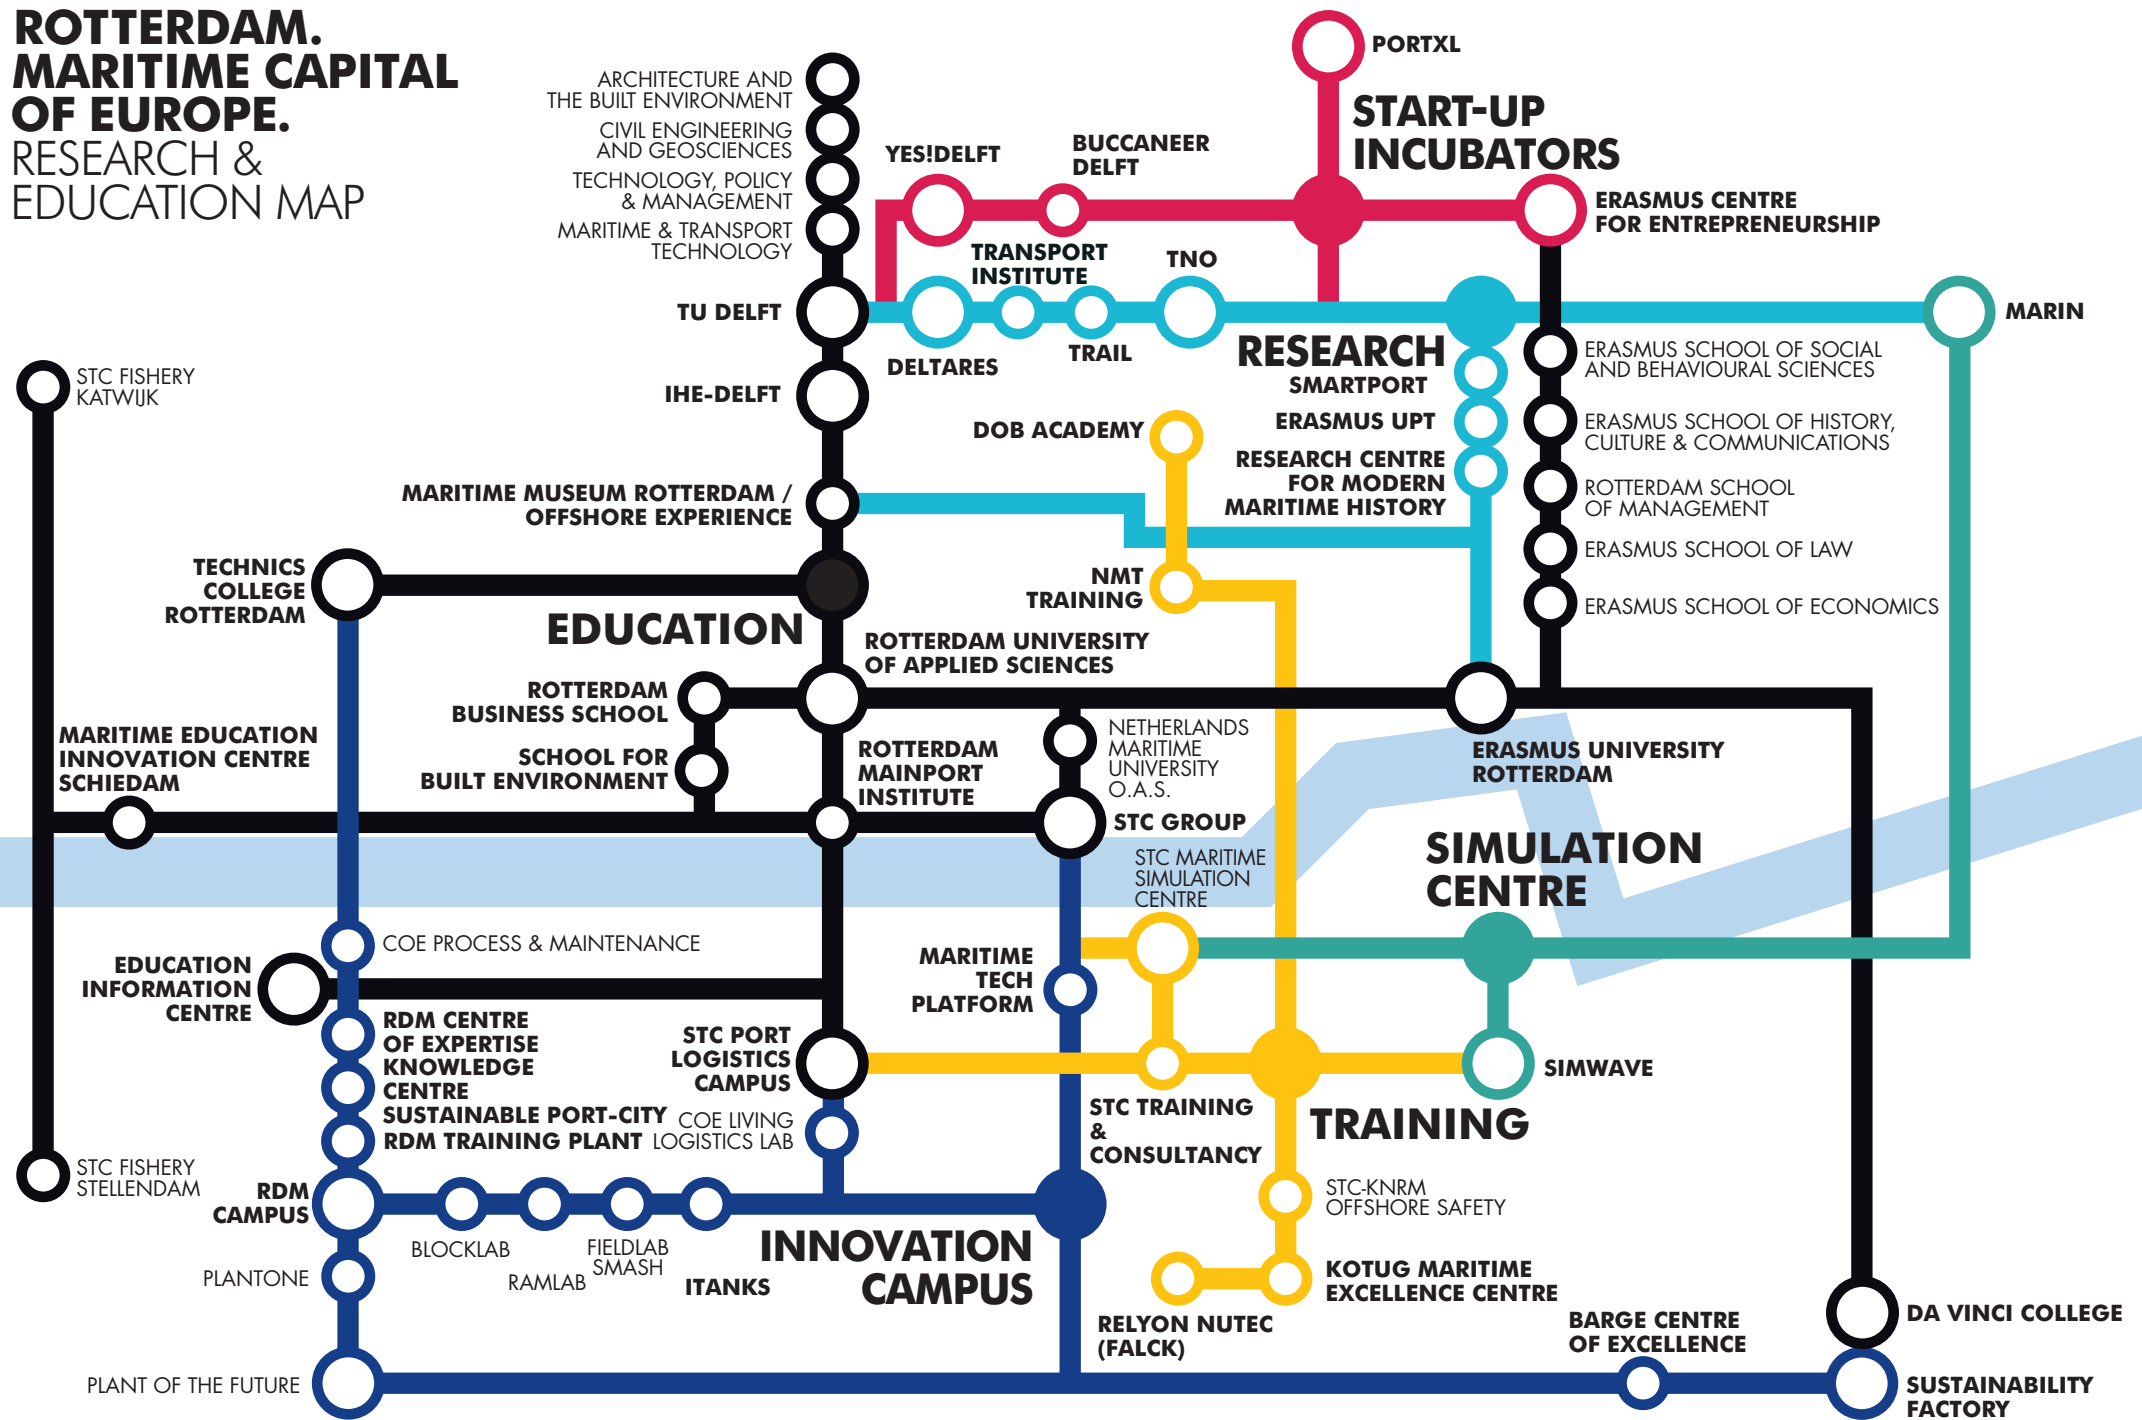 ROTTERDAM.
MARITIME CAPITAL
OF EUROPE.
RESEARCH &
EDUCATION MAP
ARCHITECTURE AND
THE BUILT ENVIRONMENT
CIVIL ENGINEERING
AND GEOSCIENCES
TECHNOLOGY, POLICY
& MANAGEMENT
MARITIME & TRANSPORT
TECHNOLOGY
PORTXL
START-UP
INCUBATORS
YES!DELFT
BUCCANEER
DELFT
ERASMUS CENTRE
FOR ENTREPRENEURSHIP
TRANSPORT
INSTITUTE
TNO
TU DELFT
MARIN
DELTARES
TRAIL
RESEARCH
SMARTPORT
ERASMUS UPT
RESEARCH CENTRE
FOR MODERN
MARITIME HISTORY
ERASMUS SCHOOL OF SOCIAL
AND BEHAVIOURAL SCIENCES
ERASMUS SCHOOL OF HISTORY,
CULTURE & COMMUNICATIONS
ROTTERDAM SCHOOL
OF MANAGEMENT
ERASMUS SCHOOL OF LAW
ERASMUS SCHOOL OF ECONOMICS
STC FISHERY
KATWIJK
IHE-DELFT
DOB ACADEMY
MARITIME MUSEUM ROTTERDAM /
OFFSHORE EXPERIENCE
TECHNICS
COLLEGE
ROTTERDAM
NMT
TRAINING
EDUCATION
ROTTERDAM UNIVERSITY
OF APPLIED SCIENCES
ROTTERDAM
BUSINESS SCHOOL
SCHOOL FOR
BUILT ENVIRONMENT
MARITIME EDUCATION
INNOVATION CENTRE
SCHIEDAM
ROTTERDAM
MAINPORT
INSTITUTE
NETHERLANDS
MARITIME
UNIVERSITY
O.A.S.
STC GROUP
ERASMUS UNIVERSITY
ROTTERDAM
STC MARITIME
SIMULATION
CENTRE
SIMULATION
CENTRE
COE PROCESS & MAINTENANCE
EDUCATION
INFORMATION
CENTRE
MARITIME
TECH
PLATFORM
RDM CENTRE
OF EXPERTISE
KNOWLEDGE
CENTRE
SUSTAINABLE PORT-CITY
RDM TRAINING PLANT
STC PORT
LOGISTICS
CAMPUS
COE LIVING
LOGISTICS LAB
SIMWAVE
STC TRAINING
&
CONSULTANCY
TRAINING
STC FISHERY
STELLENDAM
RDM
CAMPUS
STC-KNRM
OFFSHORE SAFETY
BLOCKLAB
RAMLAB
FIELDLAB
SMASH
ITANKS
INNOVATION
CAMPUS
PLANTONE
KOTUG MARITIME
EXCELLENCE CENTRE
RELYON NUTEC
(FALCK)
BARGE CENTRE
OF EXCELLENCE
DA VINCI COLLEGE
PLANT OF THE FUTURE
SUSTAINABILITY
FACTORY